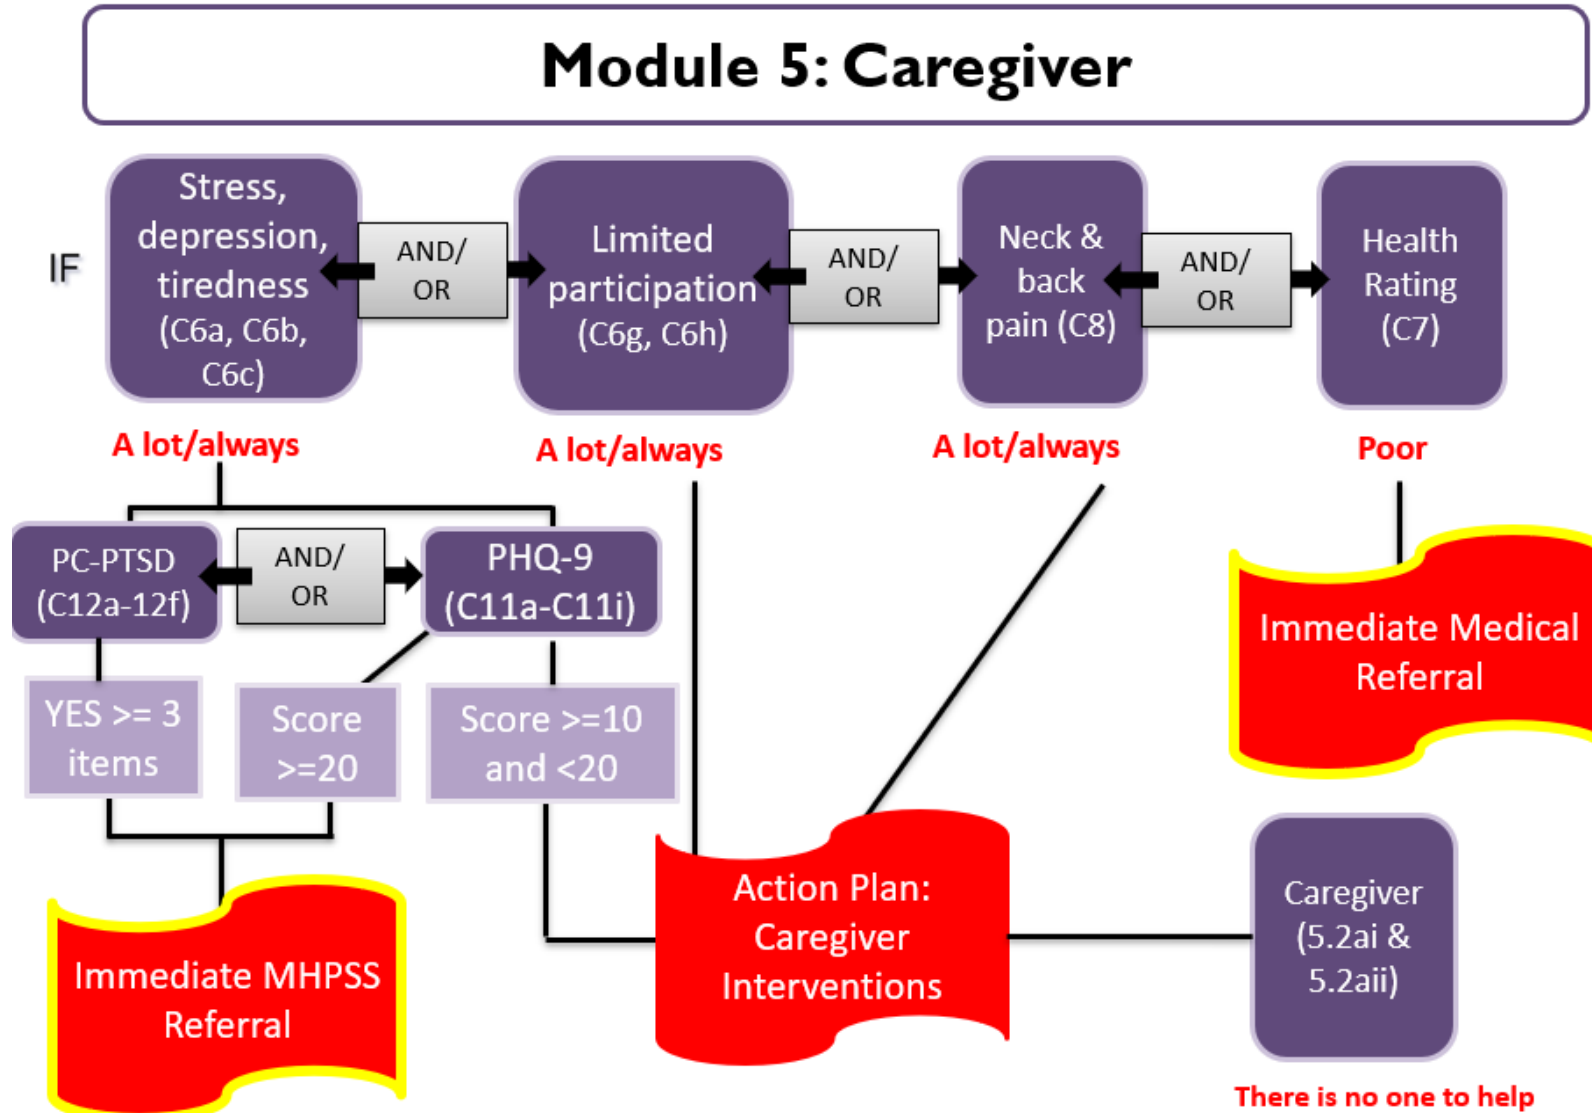 Module 5: Caregiver
IF
Stress,
depression,
tiredness
(C6a, C6b,
C6c)
AND/
OR
Limited
participation
(C6g, C6h)
AND/
OR
Neck &
back
pain (C8)
AND/
OR
Health
Rating
(C7)
A lot/always
A lot/always
A lot/always
Poor
PC-PTSD
(C12a-12f)
AND/
OR
PHQ-9
(C11a-C11i)
Immediate Medical
Referral
YES >= 3
items
Score
>=20
Score >=10
and <20
Action Plan:
Caregiver
Interventions
Caregiver
(5.2ai &
5.2aii)
Immediate MHPSS
Referral
There is no one to help